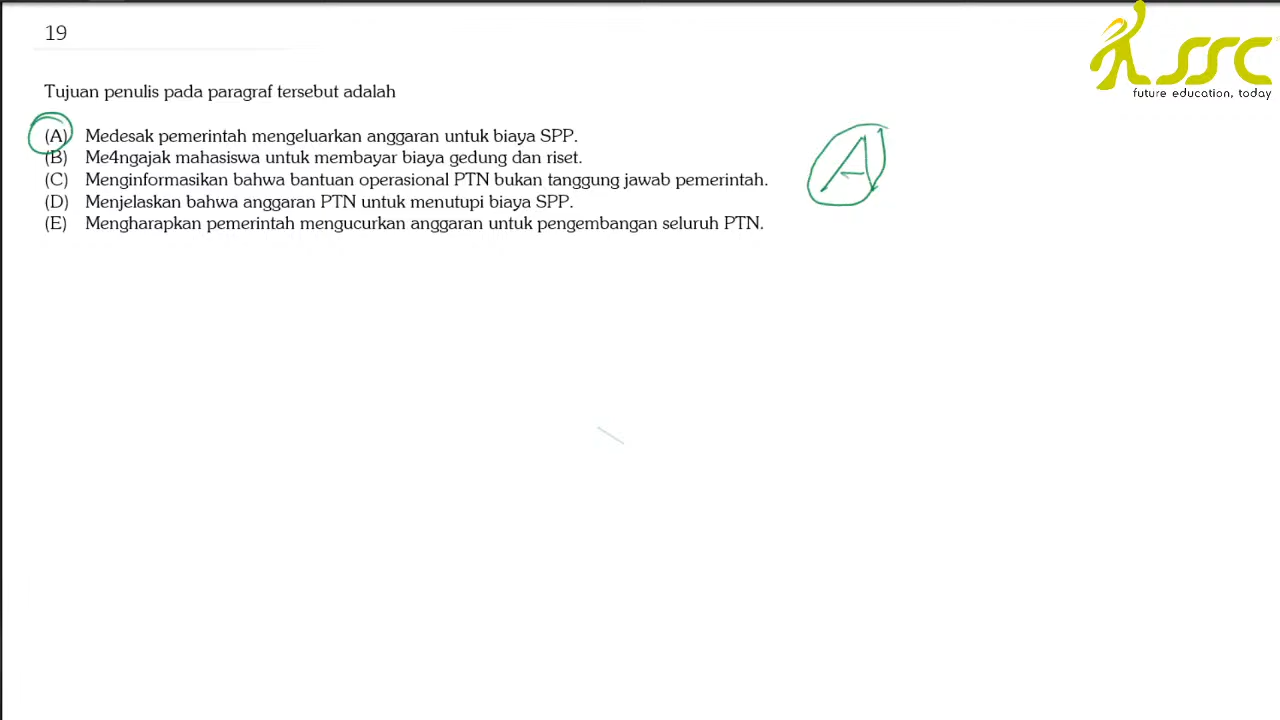 19
SSC
future education, today
Tujuan penulis pada paragraf tersebut adalah
(A) Medesak pemerintah mengeluarkan anggaran untuk biaya SPP.
(B) Me4ngajak mahasiswa untuk membayar biaya gedung dan riset.
(C) Menginformasikan bahwa bantuan operasional PTN bukan tanggung jawab pemerintah.
(D) Menjelaskan bahwa anggaran PTN untuk menutupi biaya SPP.
(E) Mengharapkan pemerintah mengucurkan anggaran untuk pengembangan seluruh PTN.
A